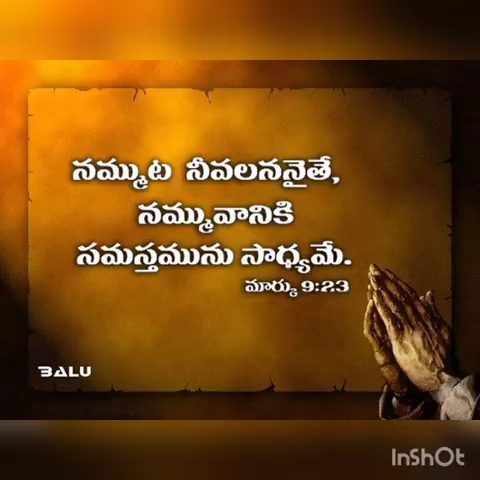 నమ్ముట నీవలననైతే,
నమ్మువానికి
సమస్తమును సాధ్యమే.
మార్కు 9:23
BALU
InShOt